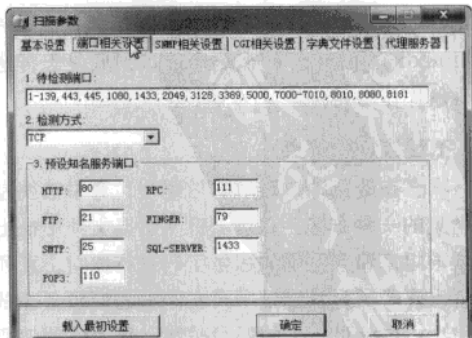 扫描参数
基本设置 端口相关设置 SNMP相关设置 CGI相关设置 字典文件设置 代理服务器
1. 待检测端口:
1-139, 443, 445, 1080, 1433, 2049, 3128, 3389, 5000, 7000-7010, 8010, 8080, 8181
2. 检测方式:
TCP
3. 预设知名服务端口:
HTTP: 80 RPC: 111
FTP: 21 FINGER: 79
SMTP: 25 SQL-SERVER: 1433
POP3: 110
载入最初设置 确定 取消